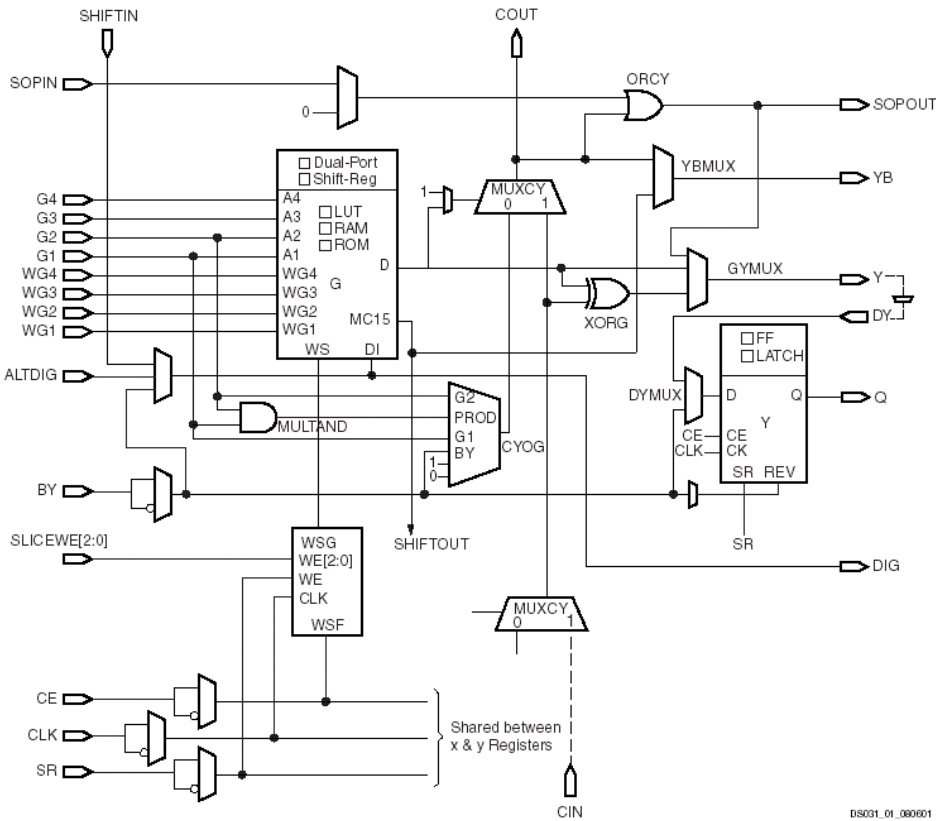 SHIFTIN
COUT
SOPIN
0
ORCY
SOPOUT
Dual-Port
Shift-Reg
YBMUX
YB
1
MUXCY
0 1
G4
G3
G2
G1
WG4
WG3
WG2
WG1
A4
A3
A2
A1
WG4
WG3
WG2
WG1
LUT
RAM
ROM
G
D
MC15
WS
DI
GYMUX
Y
XORG
DY
FF
LATCH
ALTDIG
DYMUX
D
Q
Q
Y
CE
CLK
CE
CK
SR
REV
SR
MULTAND
G2
PROD
G1
BY
1
0
CYOG
BY
SHIFTOUT
SLICEWE[2:0]
WSG
WE[2:0]
WE
CLK
WSF
DIG
MUXCY
0 1
CE
CLK
SR
Shared between
x & y Registers
CIN
DS031_01_080601